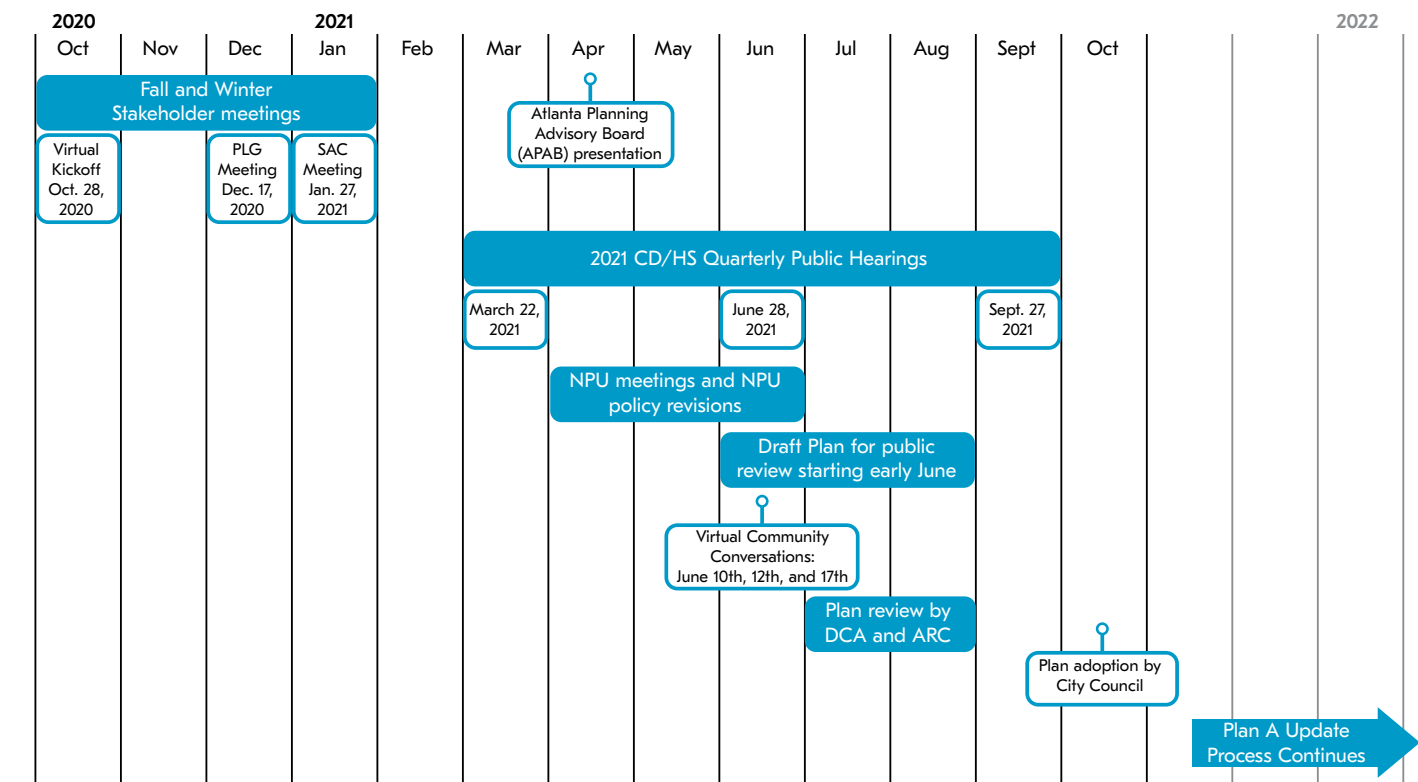 2020
2021
2022
Oct
Nov
Dec
Jan
Feb
Mar
Apr
May
Jun
Jul
Aug
Sept
Oct
Fall and Winter
Stakeholder meetings
Virtual
Kickoff
Oct. 28,
2020
PLG
Meeting
Dec. 17,
2020
SAC
Meeting
Jan. 27,
2021
Atlanta Planning
Advisory Board
(APAB) presentation
2021 CD/HS Quarterly Public Hearings
March 22,
2021
June 28,
2021
Sept. 27,
2021
NPU meetings and NPU
policy revisions
Draft Plan for public
review starting early June
Virtual Community
Conversations:
June 10th, 12th, and 17th
Plan review by
DCA and ARC
Plan adoption by
City Council
Plan A Update
Process Continues